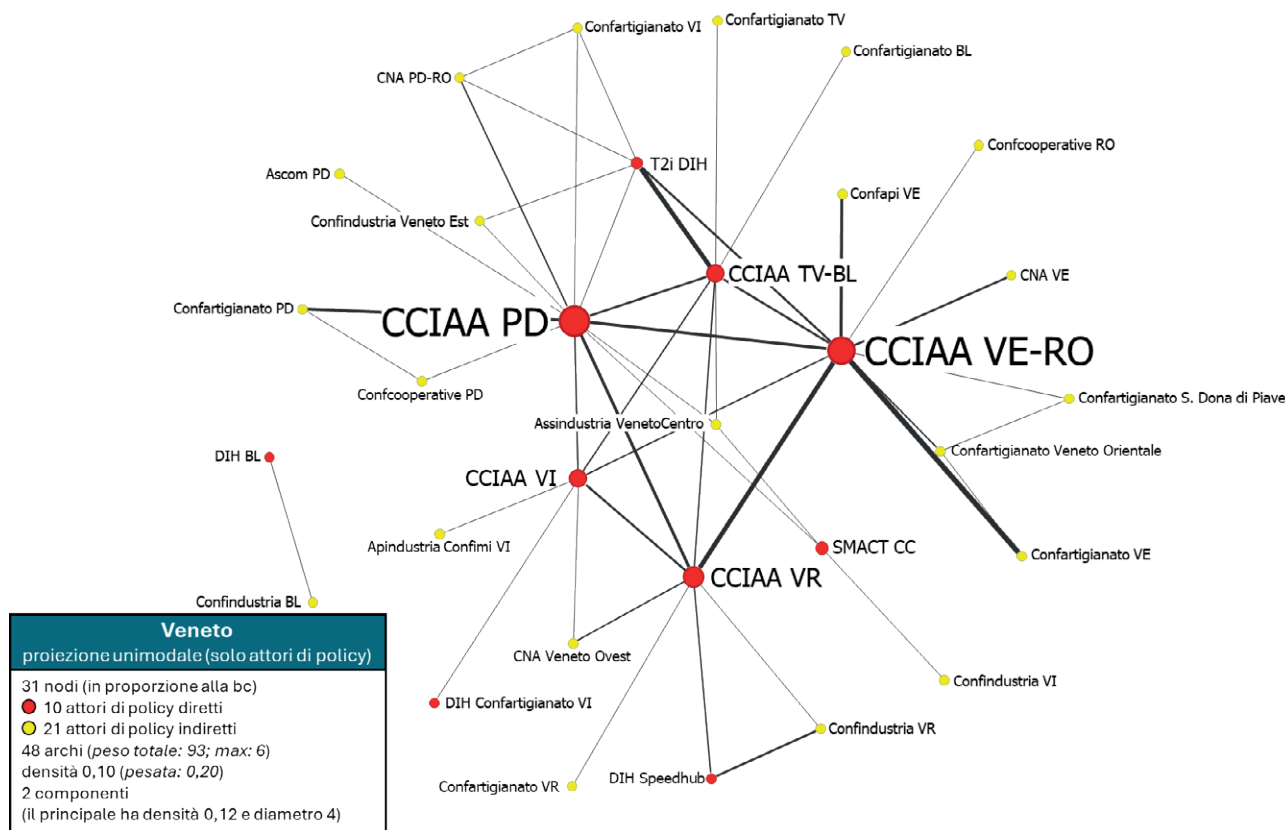 Confartigianato TV
Confartigianato VI
Confartigianato BL
CNA PD-RO
Confcooperative RO
T2i DIH
Ascom PD
Confapi VE
Confindustria Veneto Est
CCIAA TV-BL
CNA VE
Confartigianato PD
CCIAA PD
CCIAA VE-RO
Confcooperative PD
Confartigianato S. Dona di Piave
Assindustria VenetoCentro
Confartigianato Veneto Orientale
DIH BL
CCIAA VI
Apindustria Confimi VI
SMACT CC
Confartigianato VE
CCIAA VR
Confindustria BL
CNA Veneto Ovest
Confindustria VI
DIH Confartigianato VI
Confindustria VR
DIH Speedhub
Confartigianato VR
Veneto
proiezione unimodale (solo attori di policy)
31 nodi (in proporzione alla bc)
10 attori di policy diretti
21 attori di policy indiretti
48 archi (peso totale: 93; max: 6)
densità 0,10 (pesata: 0,20)
2 componenti
(il principale ha densità 0,12 e diametro 4)